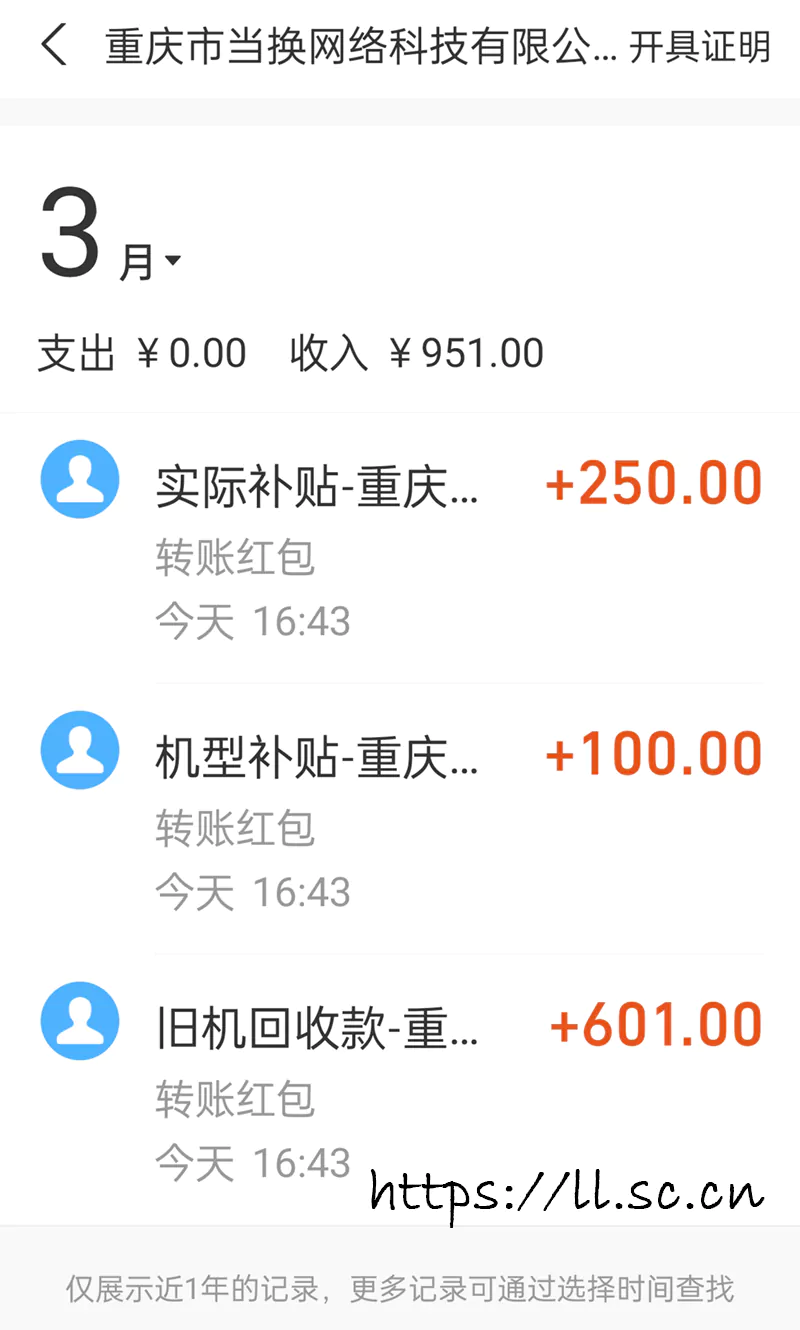 重庆市当换网络科技有限公... 开具证明
3月
支出 ¥0.00 收入 ¥951.00
实际补贴-重庆... +250.00
转账红包
今天 16:43
机型补贴-重庆... +100.00
转账红包
今天 16:43
旧机回收款-重... +601.00
转账红包
今天 16:43
https://ll.sc.cn
仅展示近1年的记录，更多记录可通过选择时间查找